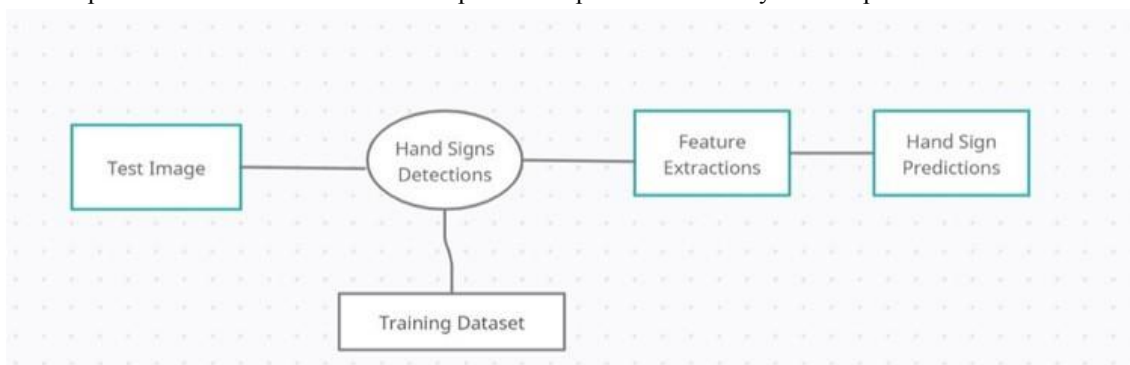 Test Image
Hand Signs
Detections
Feature
Extractions
Hand Sign
Predictions
Training Dataset